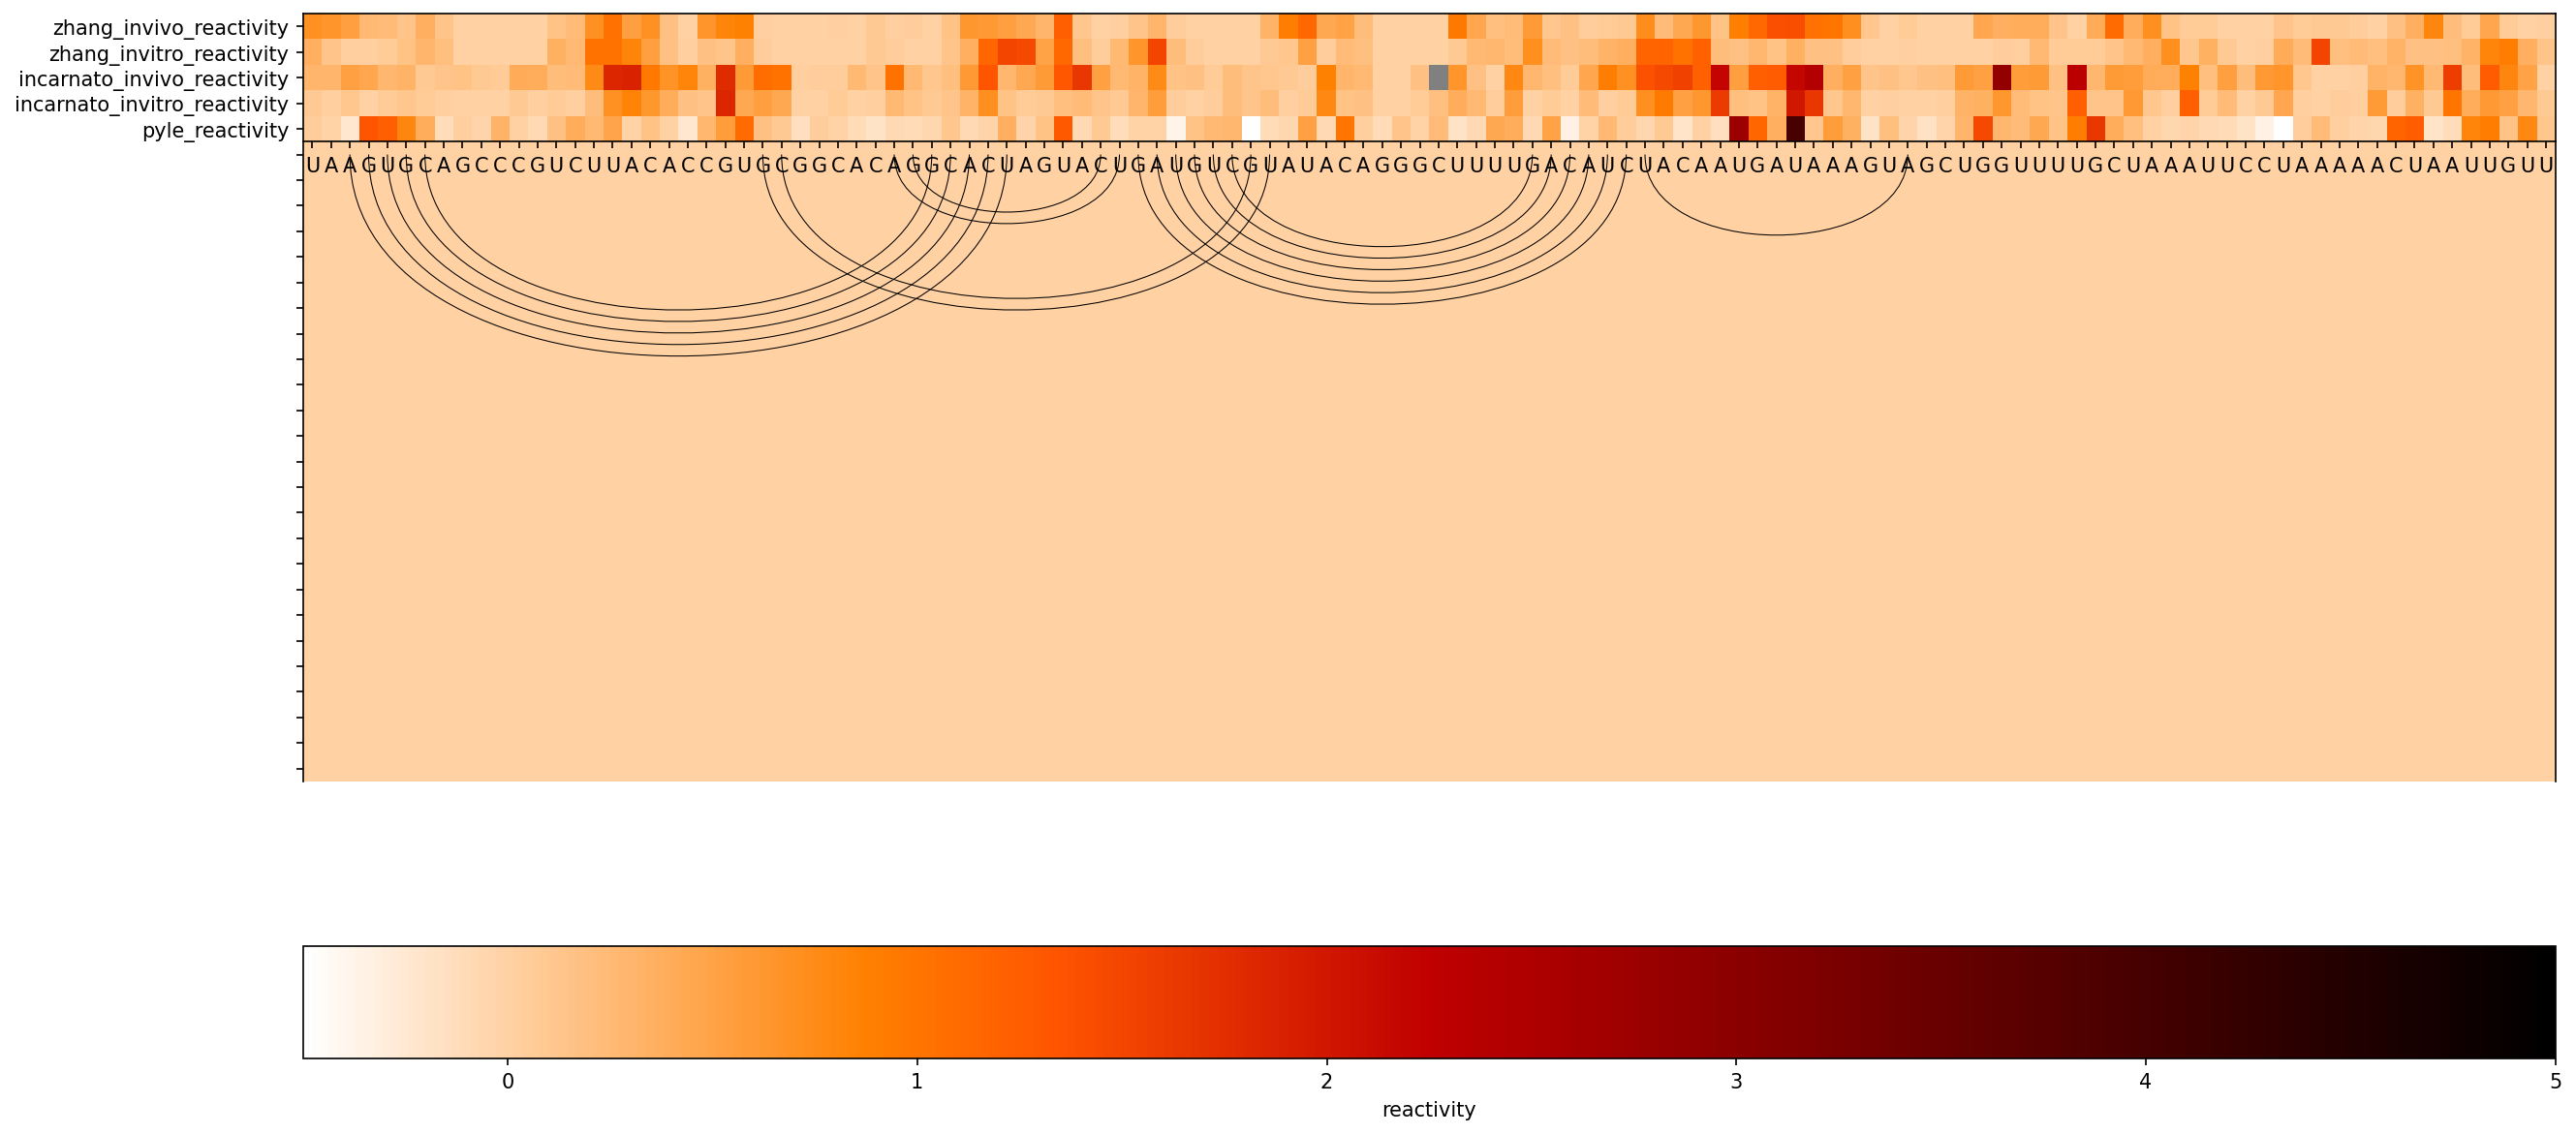 zhang_invivo_reactivity
zhang_invitro_reactivity
incarnato_invivo_reactivity
incarnato_invitro_reactivity
pyle_reactivity
UAAGUGCAGCCCGUCUUACACCGUGCGGCACAGGCACUAGUACUGAUGUCGUAUACAGGGCUUUUGACAUCUACAAUGAUAAAGUAGCUGGUUUUGCUAAAUUCCUAAAAACUAAUUGUU
0 1 2 3 4 5
reactivity